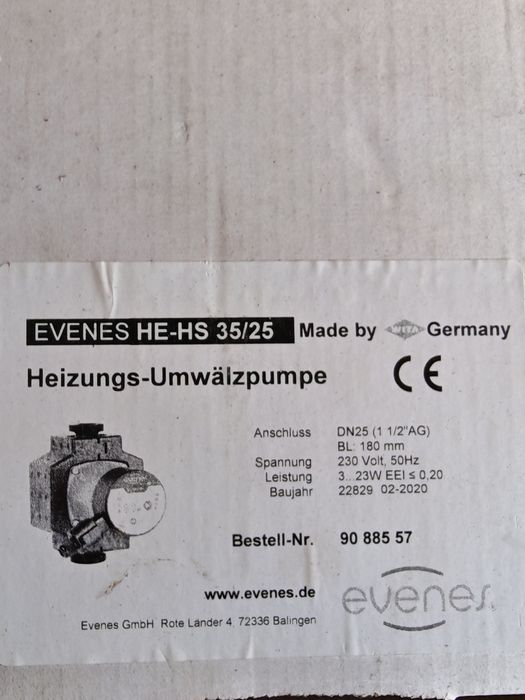 EVENES HE-HS 35/25 Made by WITA Germany
Heizungs-Umwälzpumpe CE
Anschluss DN25 (1 1/2"AG)
BL: 180 mm
Spannung 230 Volt, 50Hz
Leistung 3...23W EEI ≤ 0,20
Baujahr 22829 02-2020
Bestell-Nr. 90 885 57
www.evenes.de
evenes
Evenes GmbH Rote Länder 4, 72336 Balingen